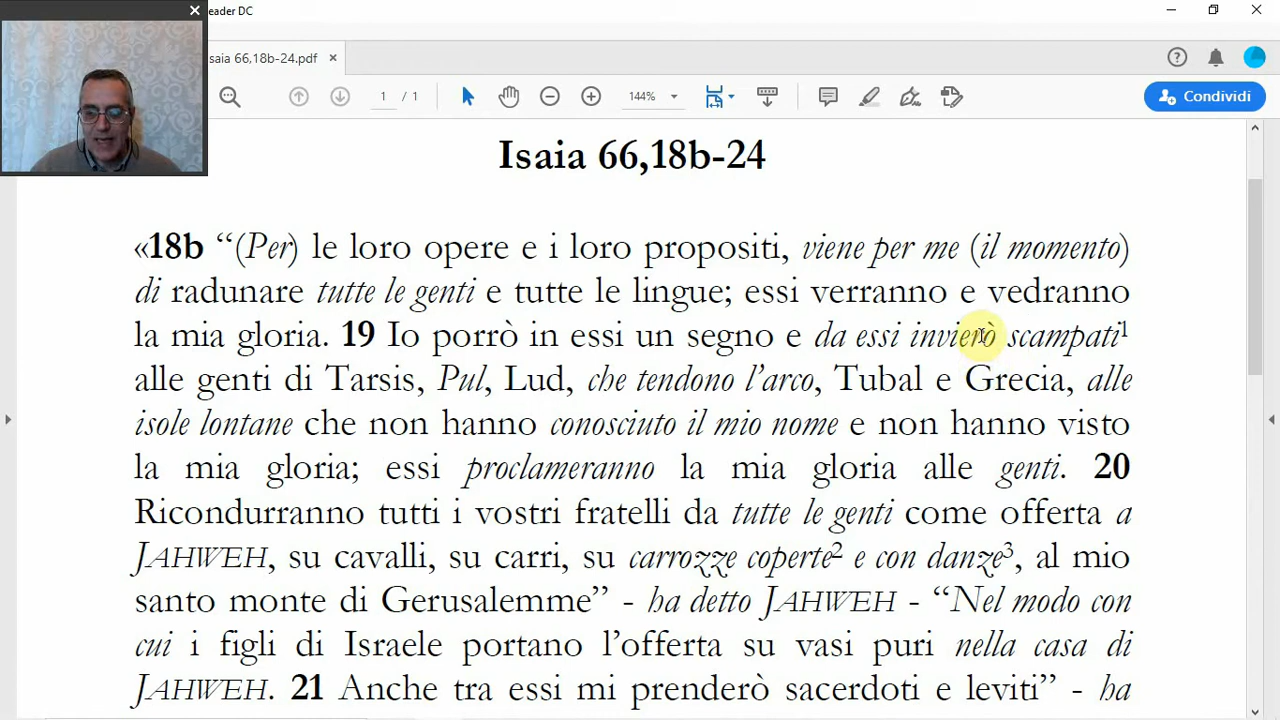 eader DC
saia 66,18b-24.pdf
1 / 1
144%
Condividi
Isaia 66,18b-24
«18b “(Per) le loro opere e i loro propositi, viene per me (il momento)
di radunare tutte le genti e tutte le lingue; essi verranno e vedranno
la mia gloria. 19 Io porrò in essi un segno e da essi invierò scampati¹
alle genti di Tarsis, Pul, Lud, che tendono l’arco, Tubal e Grecia, alle
isole lontane che non hanno conosciuto il mio nome e non hanno visto
la mia gloria; essi proclameranno la mia gloria alle genti. 20
Ricondurranno tutti i vostri fratelli da tutte le genti come offerta a
JAHWEH, su cavalli, su carri, su carrozze coperte² e con danze³, al mio
santo monte di Gerusalemme” - ha detto JAHWEH - “Nel modo con
cui i figli di Israele portano l’offerta su vasi puri nella casa di
JAHWEH. 21 Anche tra essi mi prenderò sacerdoti e leviti” - ha